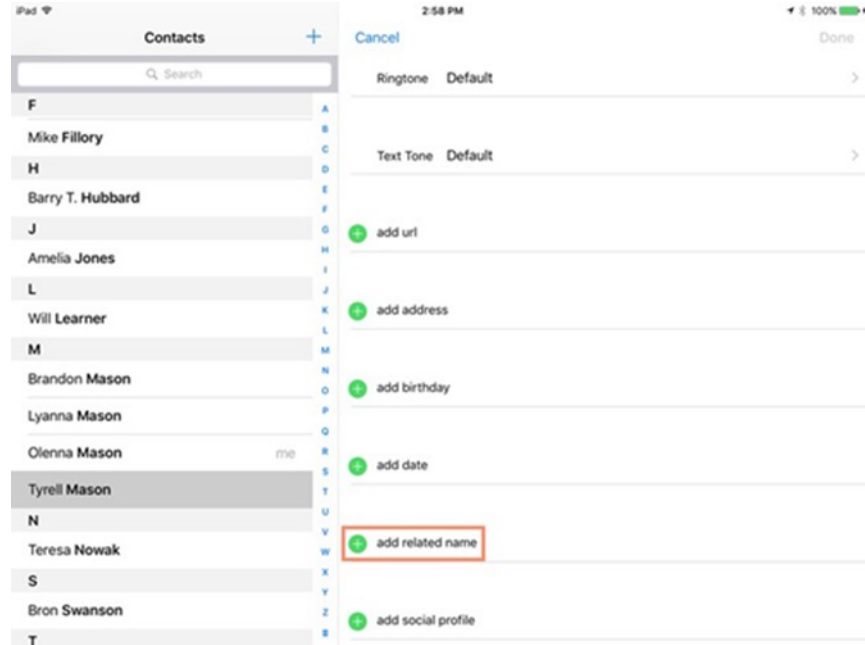 iPad
2:58 PM
100%
Contacts
+
Search
F
Mike Fillory
H
Barry T. Hubbard
J
Amelia Jones
L
Will Learner
M
Brandon Mason
Lyanna Mason
Olenna Mason me
Tyrell Mason
N
Teresa Nowak
S
Bron Swanson
T
A
B
C
D
E
F
G
H
I
J
K
L
M
N
O
P
Q
R
S
T
U
V
W
X
Y
Z
Cancel
Done
Ringtone Default
Text Tone Default
add url
add address
add birthday
add date
add related name
add social profile